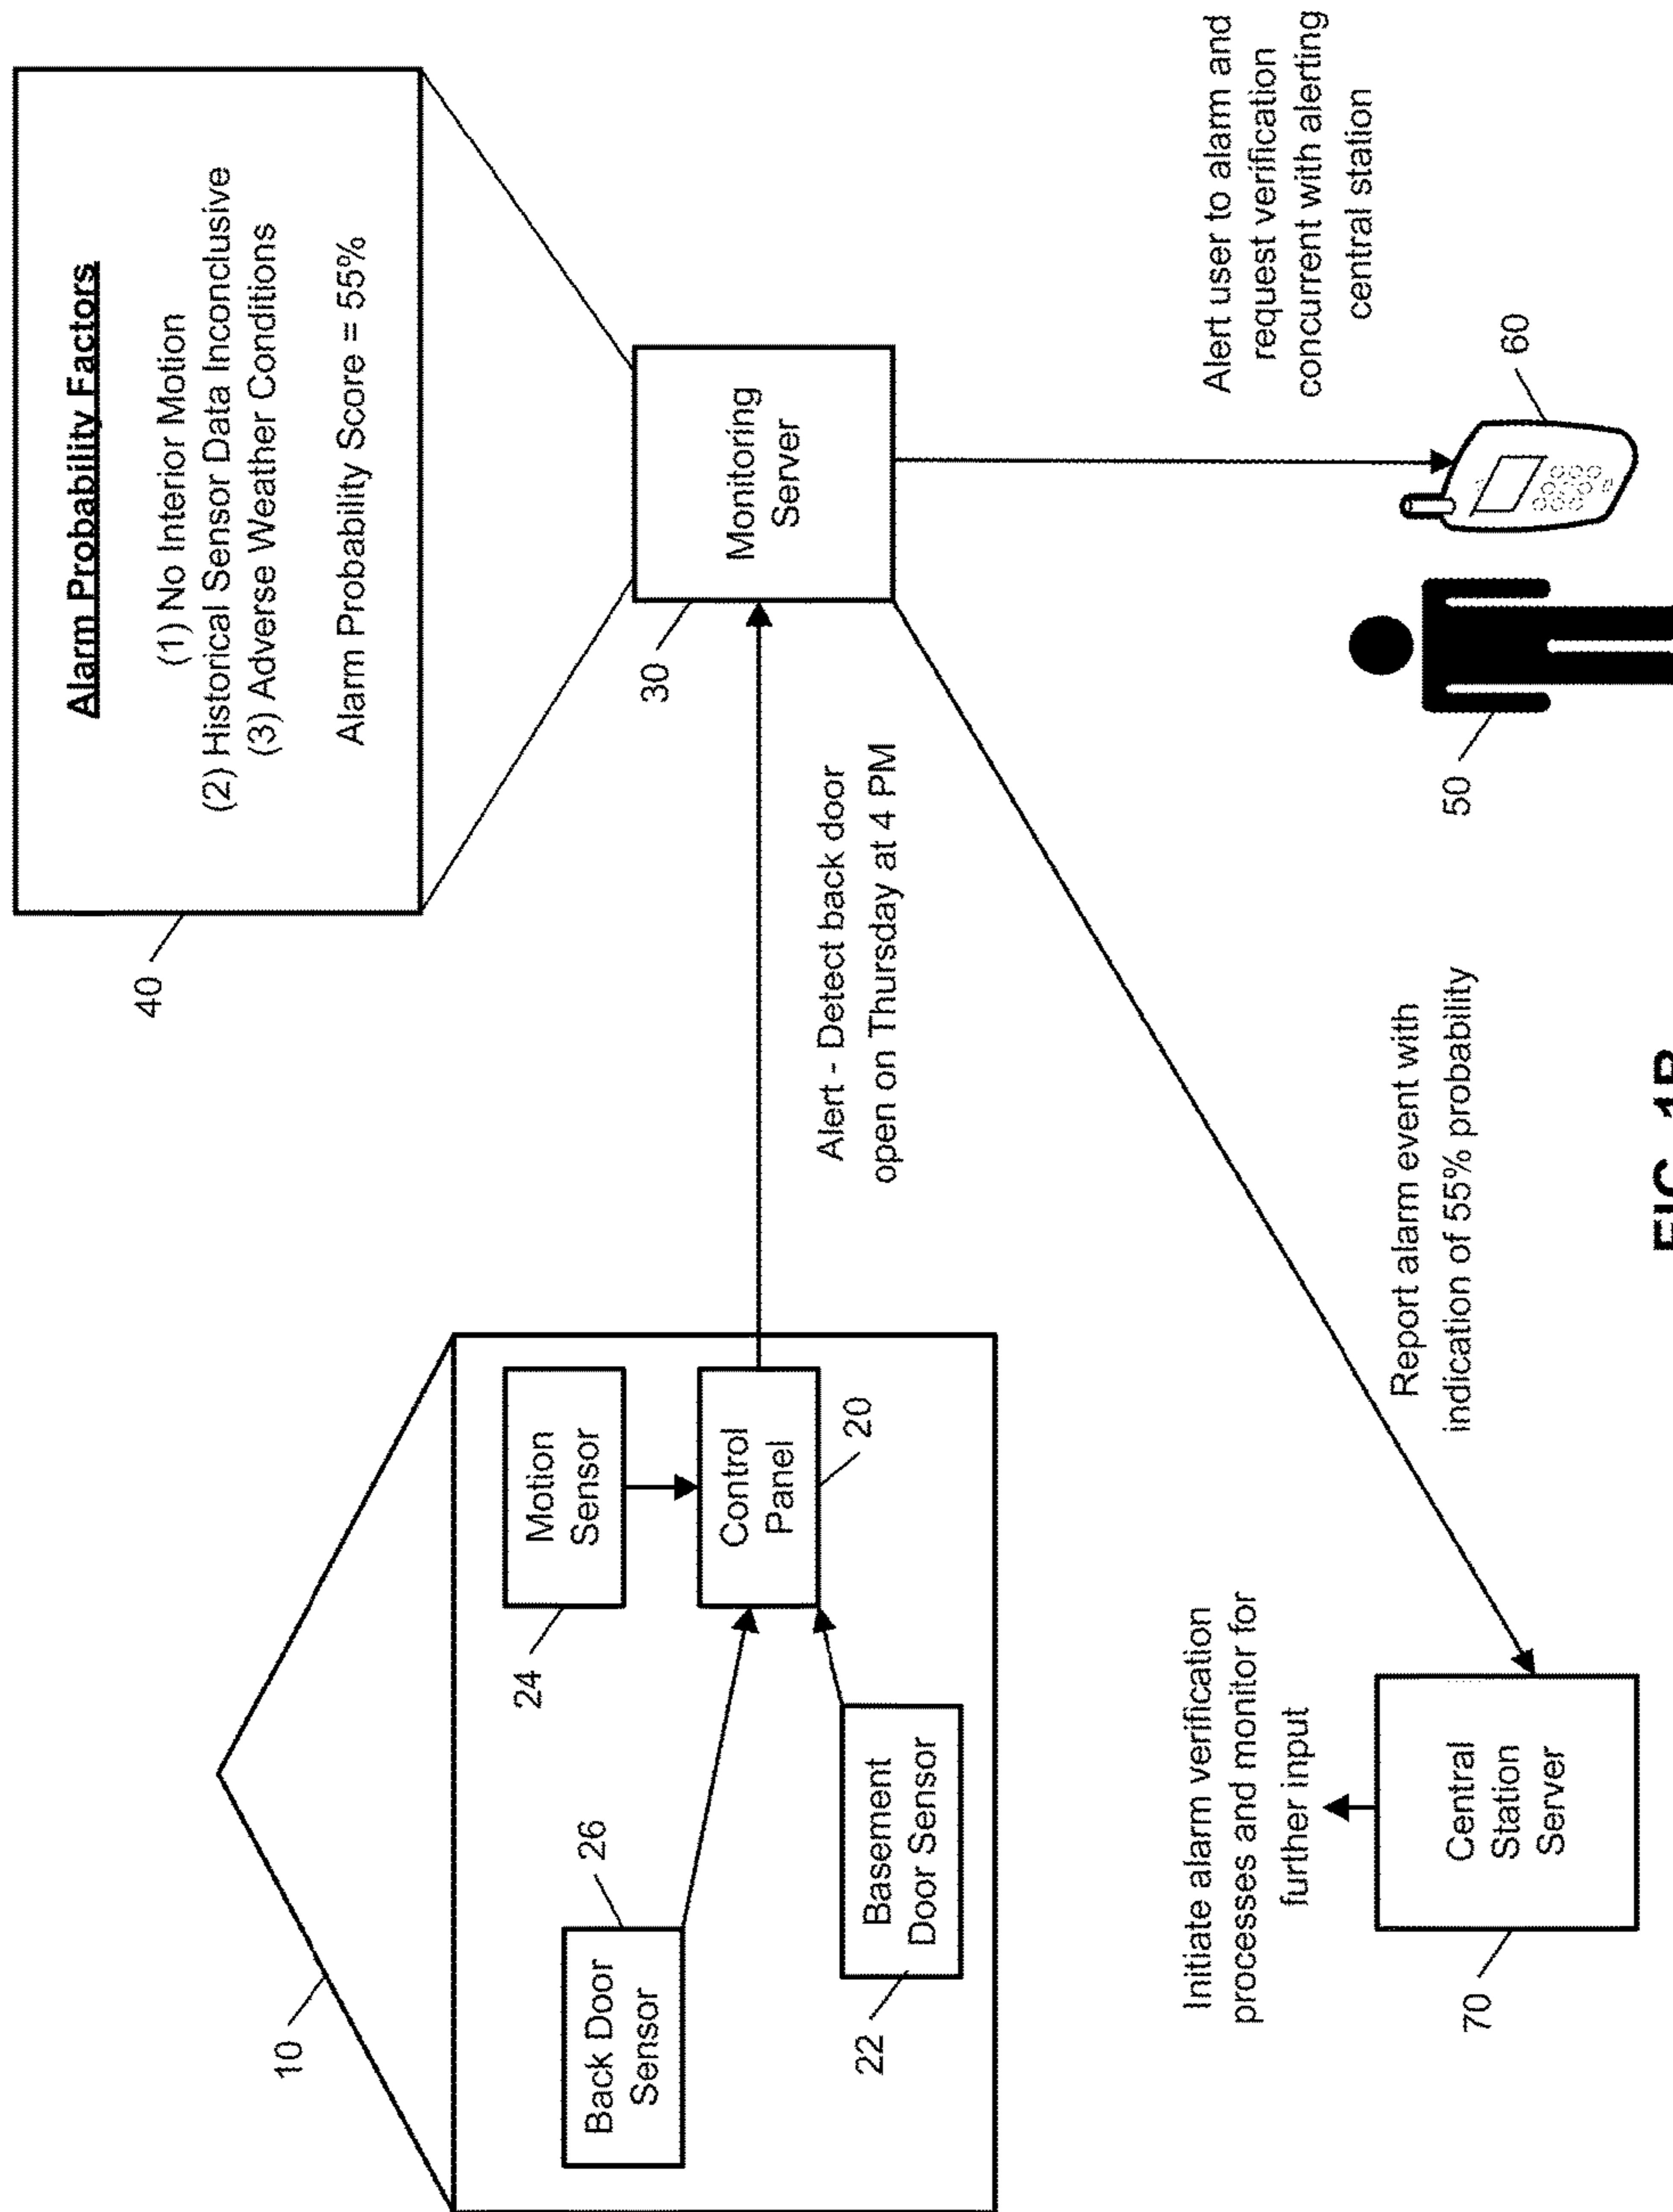 Alarm Probability Factors
(1) No Interior Motion
(2) Historical Sensor Data Inconclusive
(3) Adverse Weather Conditions
Alarm Probability Score = 55%
40
10
Motion
Sensor
24
Back Door
Sensor
26
Control
Panel
20
Basement
Door Sensor
22
Alert - Detect back door
open on Thursday at 4 PM
30
Monitoring
Server
Alert user to alarm and
request verification
concurrent with alerting
central station
60
50
Report alarm event with
indication of 55% probability
Initiate alarm verification
processes and monitor for
further input
Central
Station
Server
70
FIG. 1B